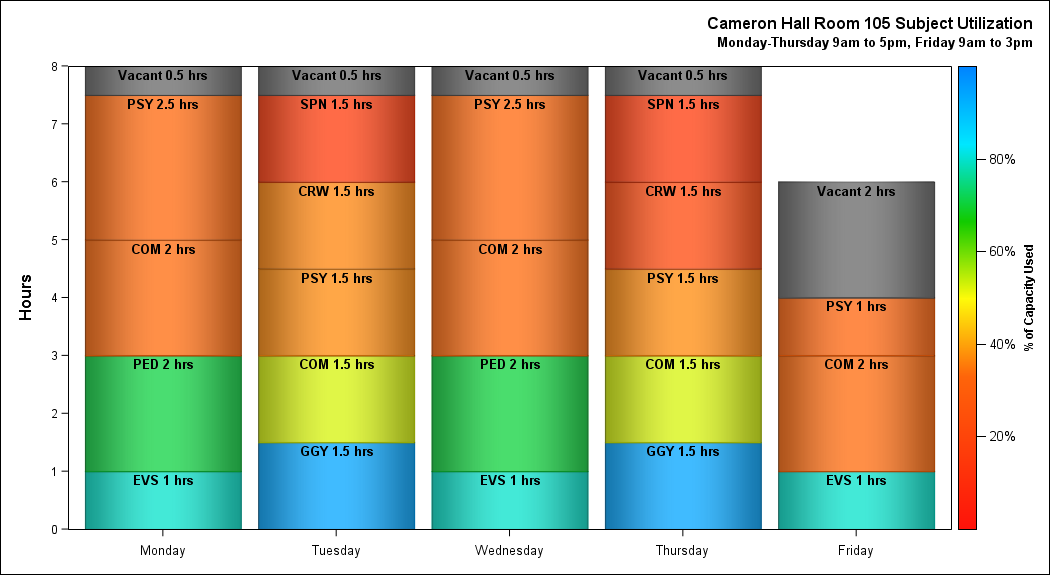 Cameron Hall Room 105 Subject Utilization
Monday-Thursday 9am to 5pm, Friday 9am to 3pm
Hours
8
7
6
5
4
3
2
1
0
Vacant 0.5 hrs
PSY 2.5 hrs
COM 2 hrs
PED 2 hrs
EVS 1 hrs
Monday
Vacant 0.5 hrs
SPN 1.5 hrs
CRW 1.5 hrs
PSY 1.5 hrs
COM 1.5 hrs
GGY 1.5 hrs
Tuesday
Vacant 0.5 hrs
PSY 2.5 hrs
COM 2 hrs
PED 2 hrs
EVS 1 hrs
Wednesday
Vacant 0.5 hrs
SPN 1.5 hrs
CRW 1.5 hrs
PSY 1.5 hrs
COM 1.5 hrs
GGY 1.5 hrs
Thursday
Vacant 2 hrs
PSY 1 hrs
COM 2 hrs
EVS 1 hrs
Friday
80%
60%
40%
20%
% of Capacity Used